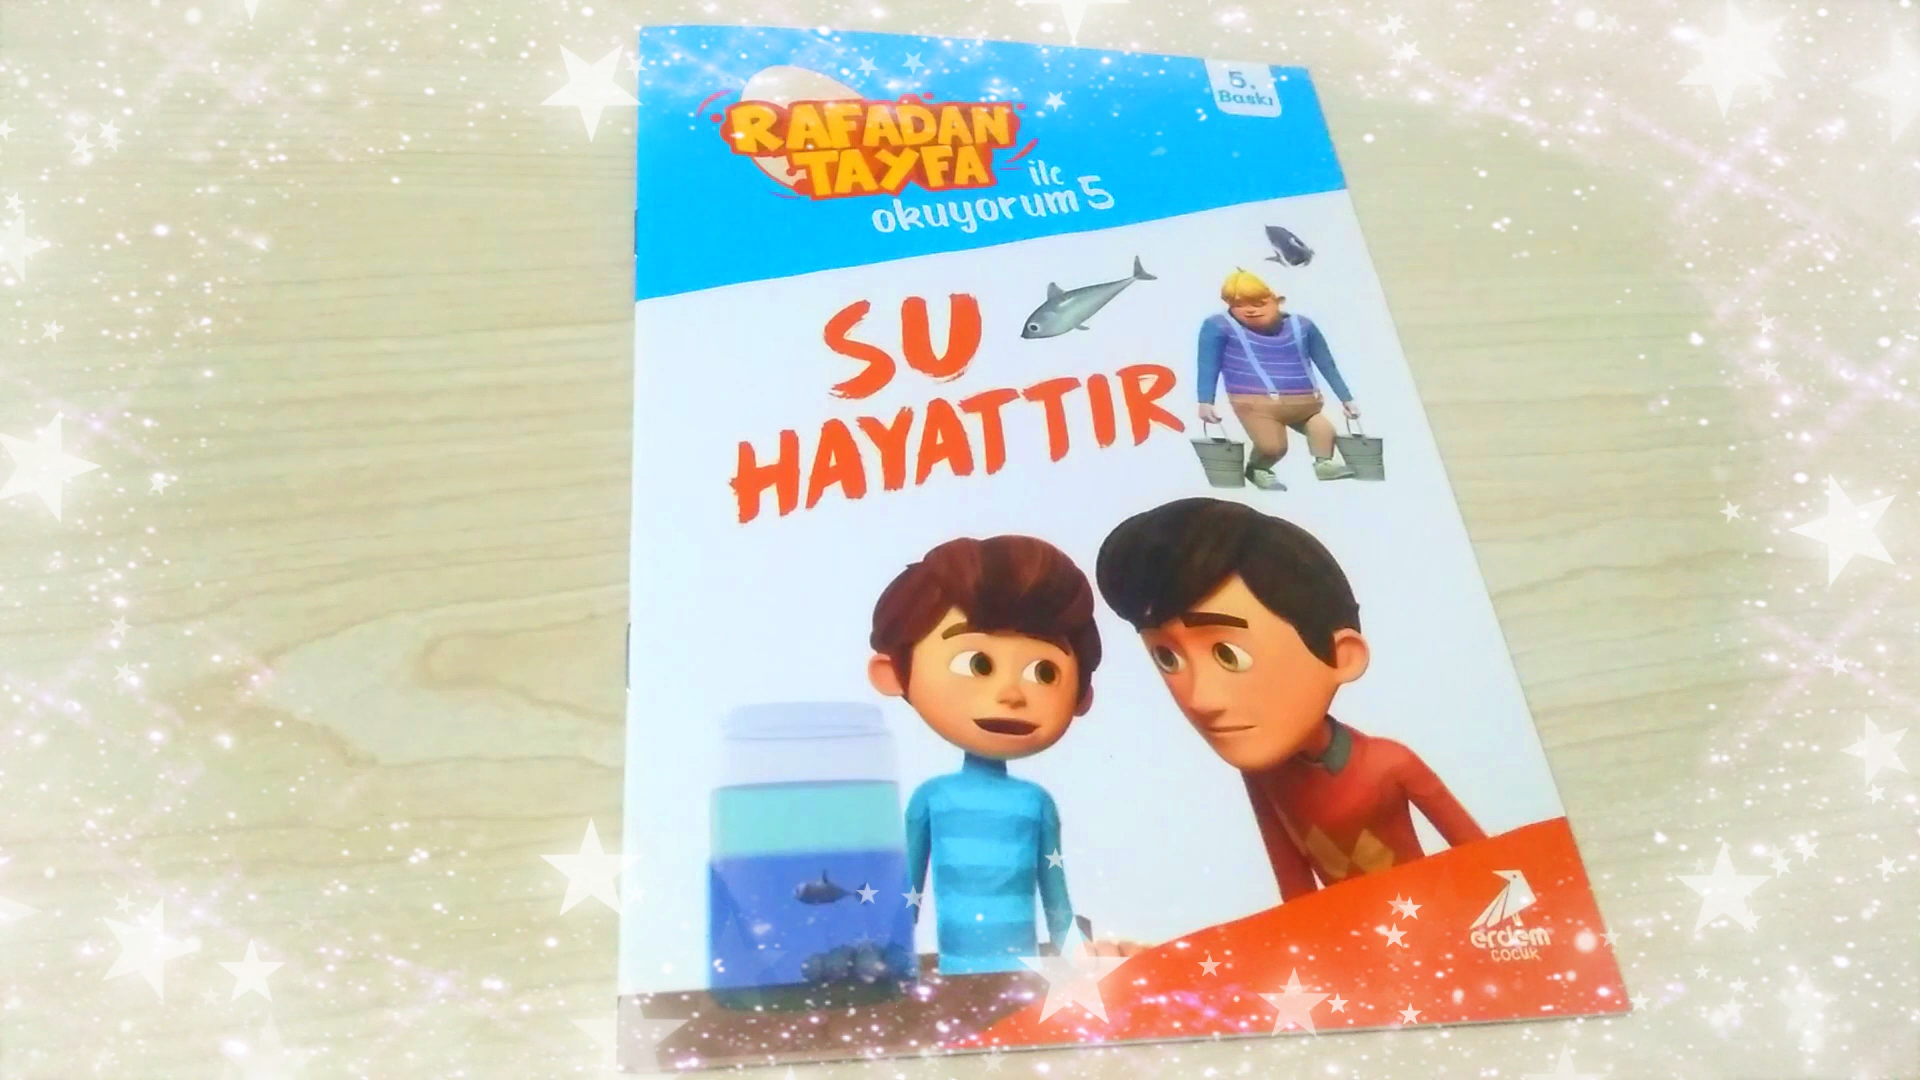 5.
Baskı
RAFADAN
TAYFA
ile
okuyorum 5
SU
HAYATTIR
erdem
çocuk